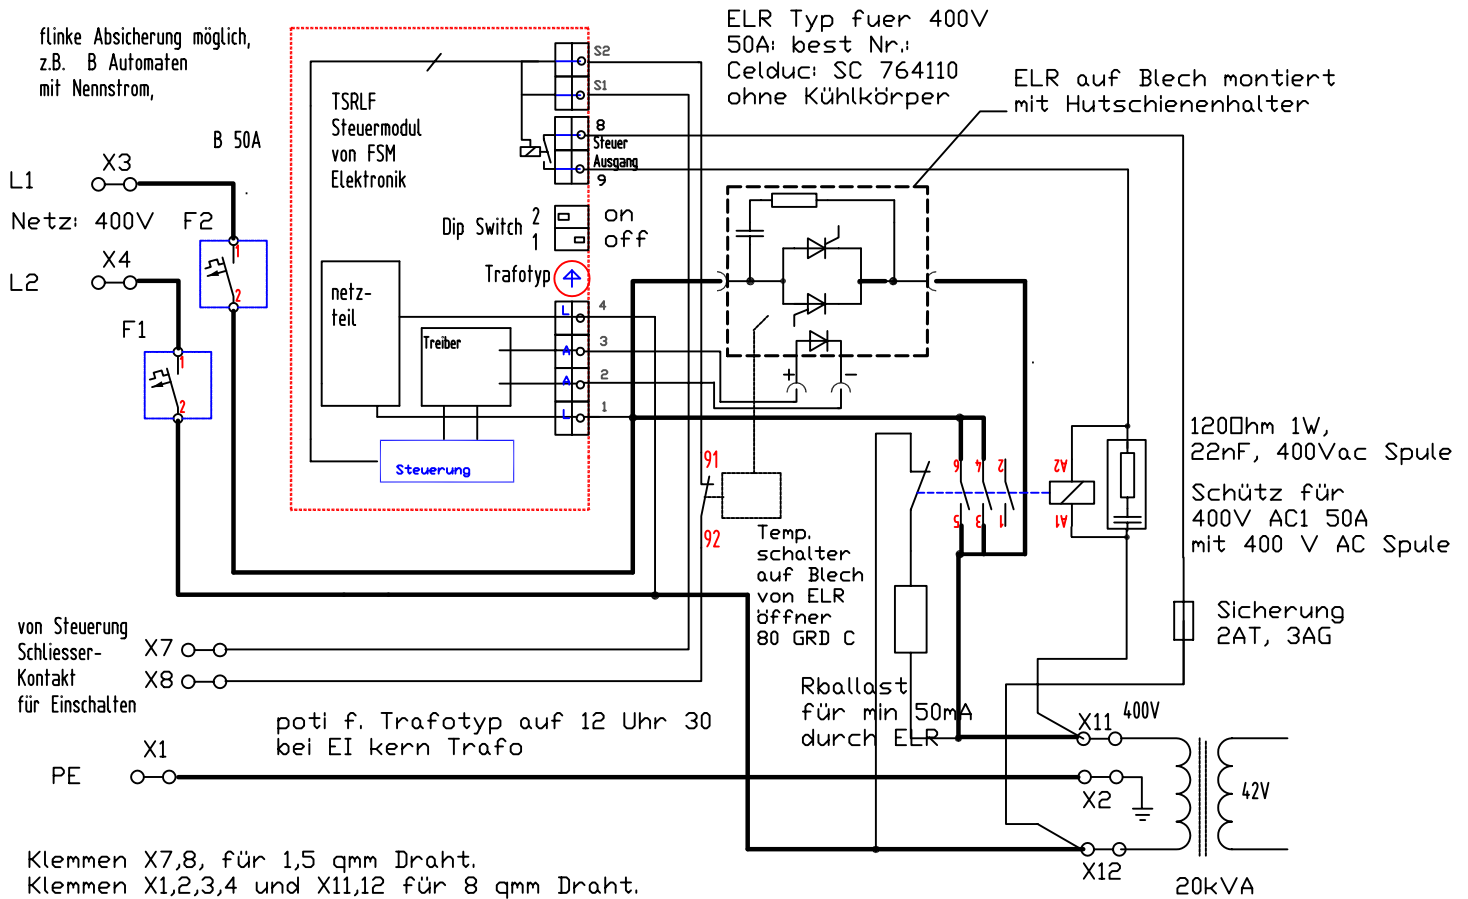 flinke Absicherung möglich,
z.B. B Automaten
mit Nennstrom,
B 50A
L1
X3
Netz: 400V
F2
1
2
L2
X4
F1
1
2
TSRLF
Steuermodul
von FSM
Elektronik
S2
S1
8
Steuer
Ausgang
9
Dip Switch
2
1
on
off
Trafotyp
netz-
teil
Treiber
Steuerung
L
4
A
3
A
2
L
1
ELR Typ fuer 400V
50A: best Nr.:
Celduc: SC 764110
ohne Kühlkörper
ELR auf Blech montiert
mit Hutschienenhalter
+
-
91
92
Temp.
schalter
auf Blech
von ELR
öffner
80 GRD C
6
4
2
5
3
1
A2
A1
120Ohm 1W,
22nF, 400Vac Spule
Schütz für
400V AC1 50A
mit 400 V AC Spule
Sicherung
2AT, 3AG
Rballast
für min 50mA
durch ELR
von Steuerung
Schliesser-
Kontakt
für Einschalten
X7
X8
poti f. Trafotyp auf 12 Uhr 30
bei EI kern Trafo
X1
PE
X11
400V
X2
42V
X12
20kVA
Klemmen X7,8, für 1,5 qmm Draht.
Klemmen X1,2,3,4 und X11,12 für 8 qmm Draht.